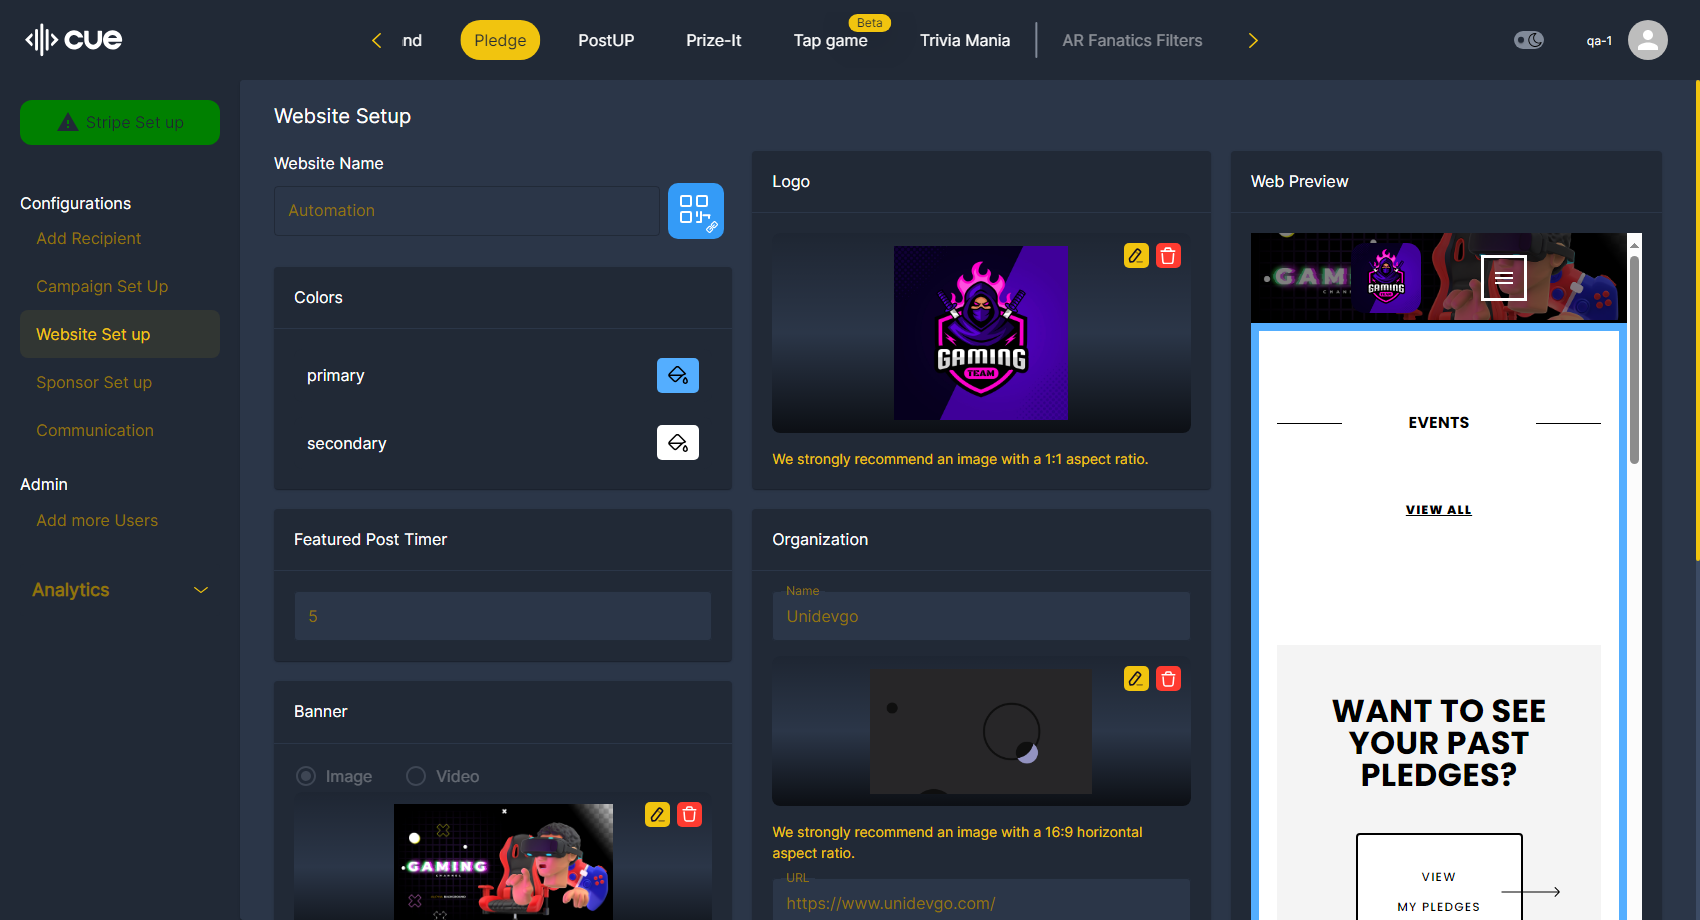 cue
nd
Pledge
PostUP
Prize-It
Tap game
Beta
Trivia Mania
AR Fanatics Filters
qa-1
Stripe Set up
Configurations
Add Recipient
Campaign Set Up
Website Set up
Sponsor Set up
Communication
Admin
Add more Users
Analytics
Website Setup
Website Name
Automation
Colors
primary
secondary
Featured Post Timer
5
Banner
Image
Video
GAMING
Logo
GAMING
TEAM
We strongly recommend an image with a 1:1 aspect ratio.
Organization
Name
Unidevgo
We strongly recommend an image with a 16:9 horizontal
aspect ratio.
URL
https://www.unidevgo.com/
Web Preview
GAMI
GAMING
TEAM
EVENTS
VIEW ALL
WANT TO SEE
YOUR PAST
PLEDGES?
VIEW
MY PLEDGES